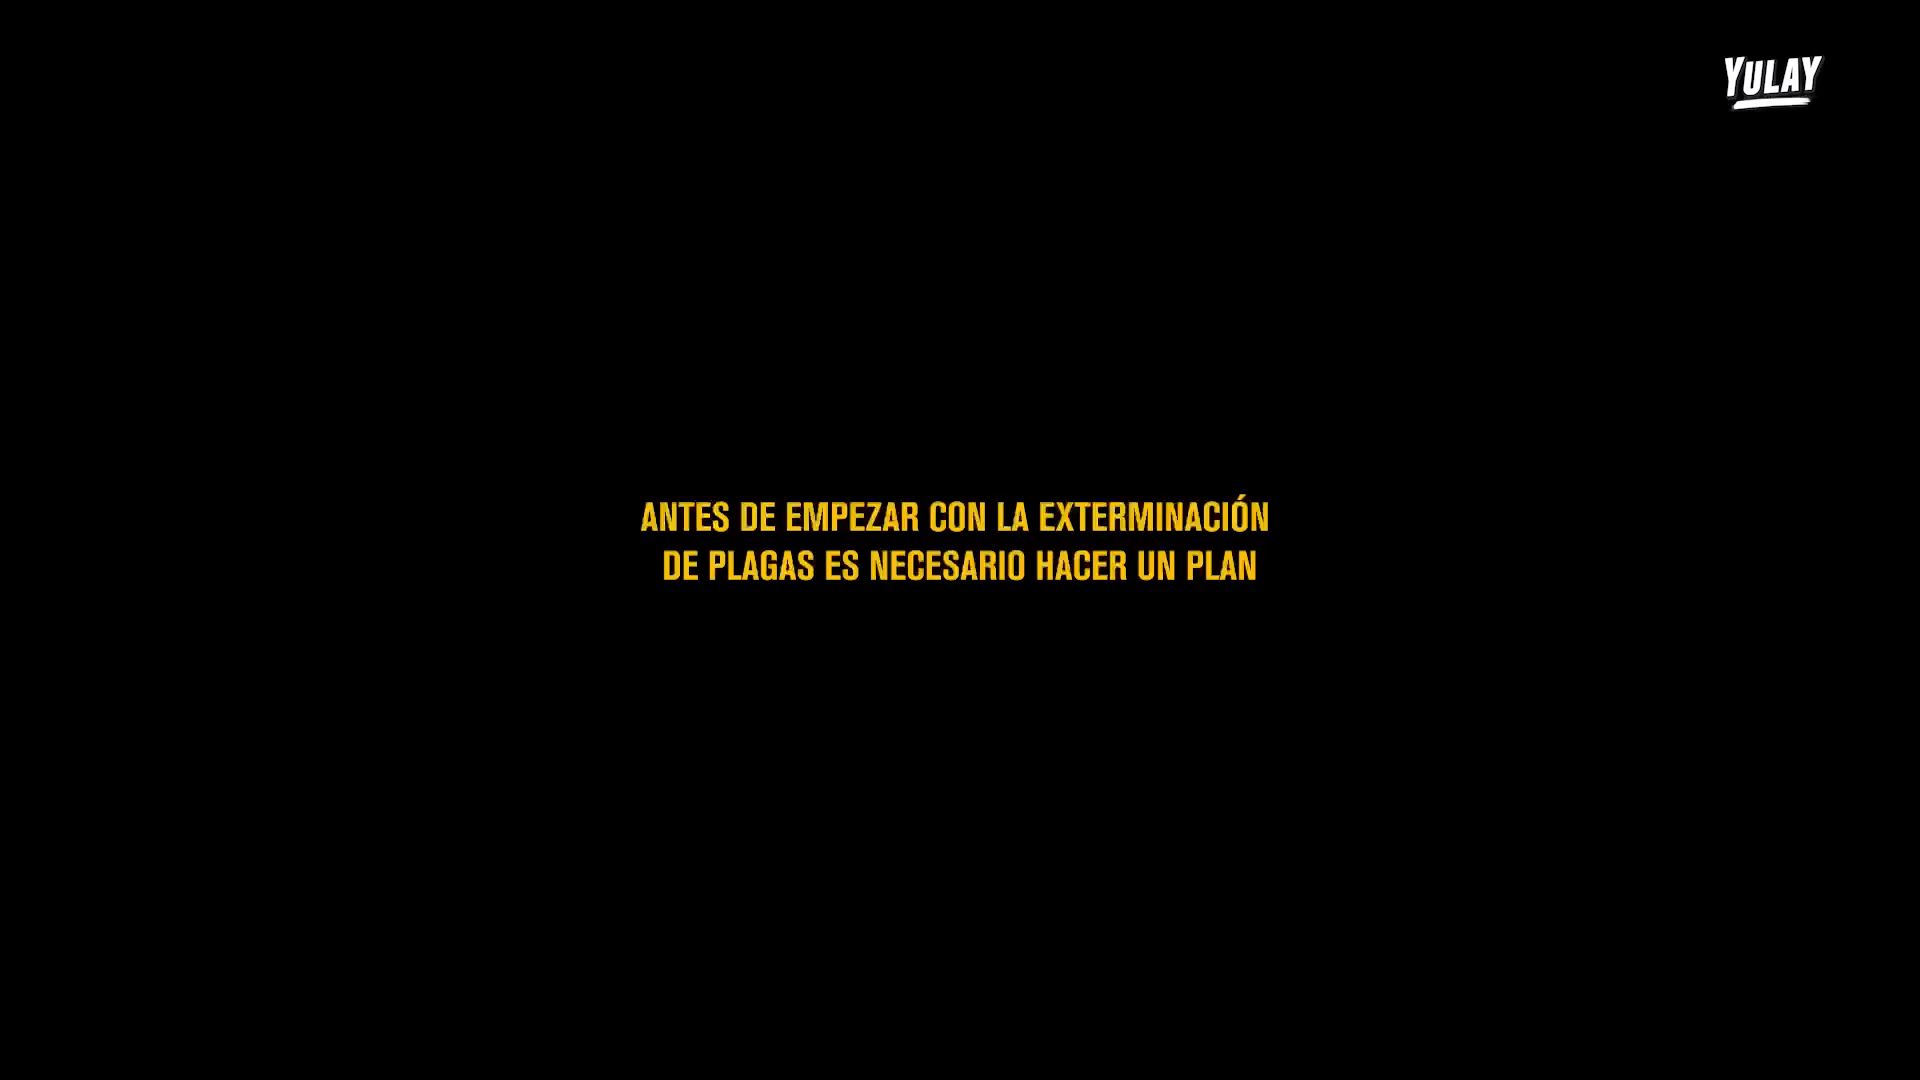 YULAY
ANTES DE EMPEZAR CON LA EXTERMINACIÓN
DE PLAGAS ES NECESARIO HACER UN PLAN